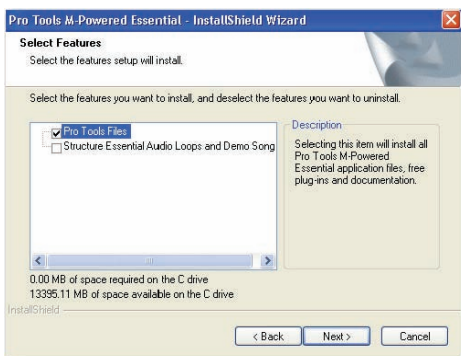 Pro Tools M-Powered Essential - InstallShield Wizard
Select Features
Select the features setup will install.
Select the features you want to install, and deselect the features you want to uninstall.
Pro Tools Files
Structure Essential Audio Loops and Demo Song
Description
Selecting this item will install all
Pro Tools M-Powered
Essential application files, free
plug-ins and documentation.
0.00 MB of space required on the C drive
13395.11 MB of space available on the C drive
InstallShield
< Back
Next >
Cancel